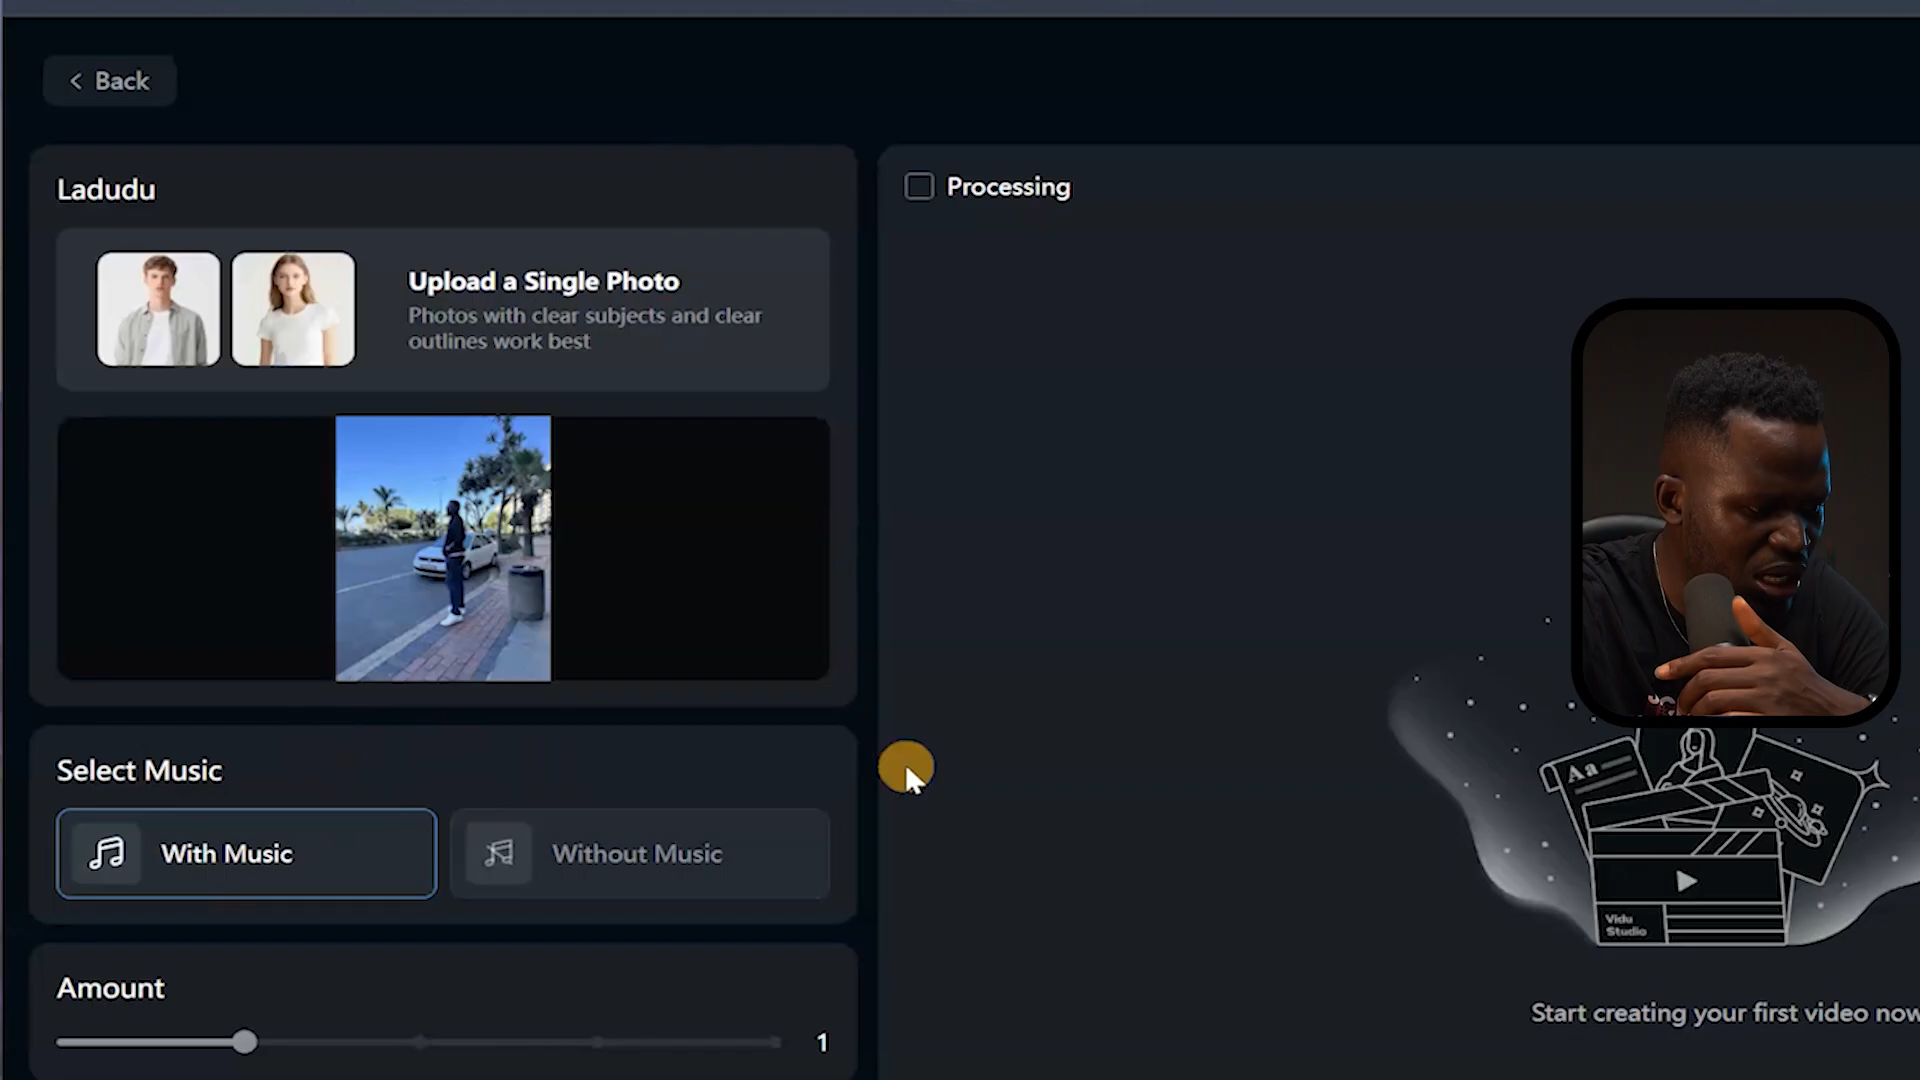 Back
Ladudu
Upload a Single Photo
Photos with clear subjects and clear
outlines work best
Select Music
With Music
Without Music
Amount
1
Processing
Aa
Vidu
Studio
Start creating your first video now